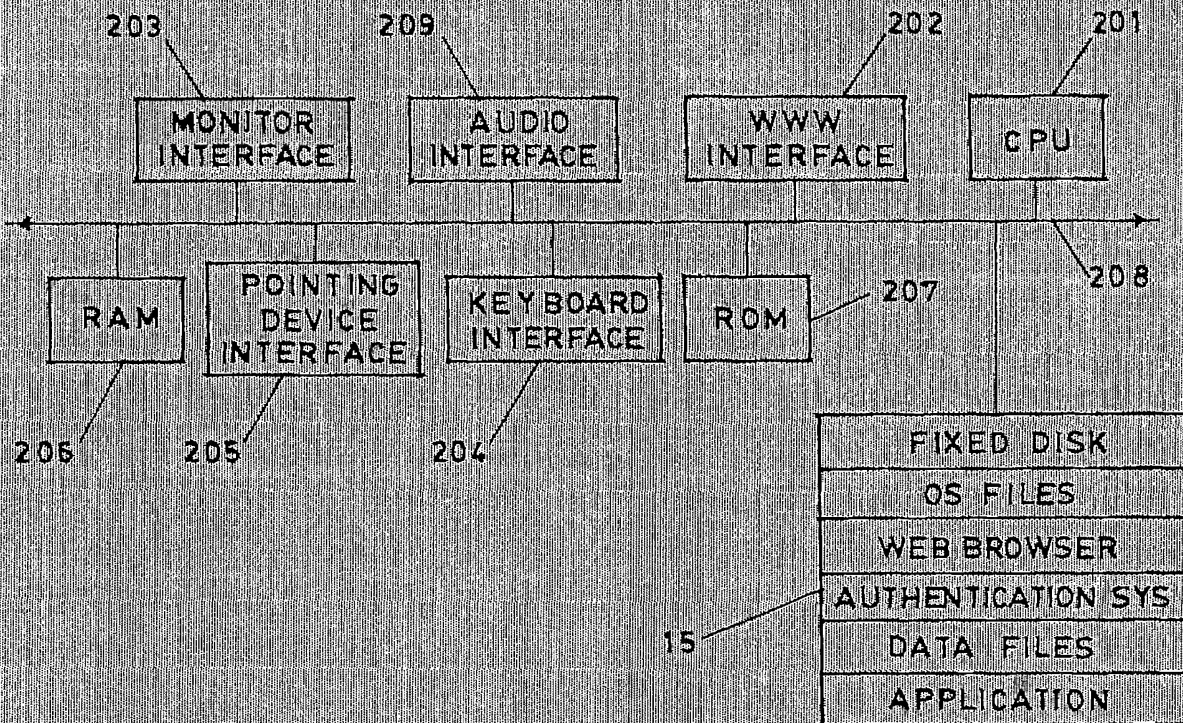 203 209 202 201
MONITOR INTERFACE
AUDIO INTERFACE
WWW INTERFACE
CPU
208
RAM
POINTING DEVICE INTERFACE
KEYBOARD INTERFACE
ROM
207
206 205 204
FIXED DISK
OS FILES
WEB BROWSER
AUTHENTICATION SYS
15
DATA FILES
APPLICATION